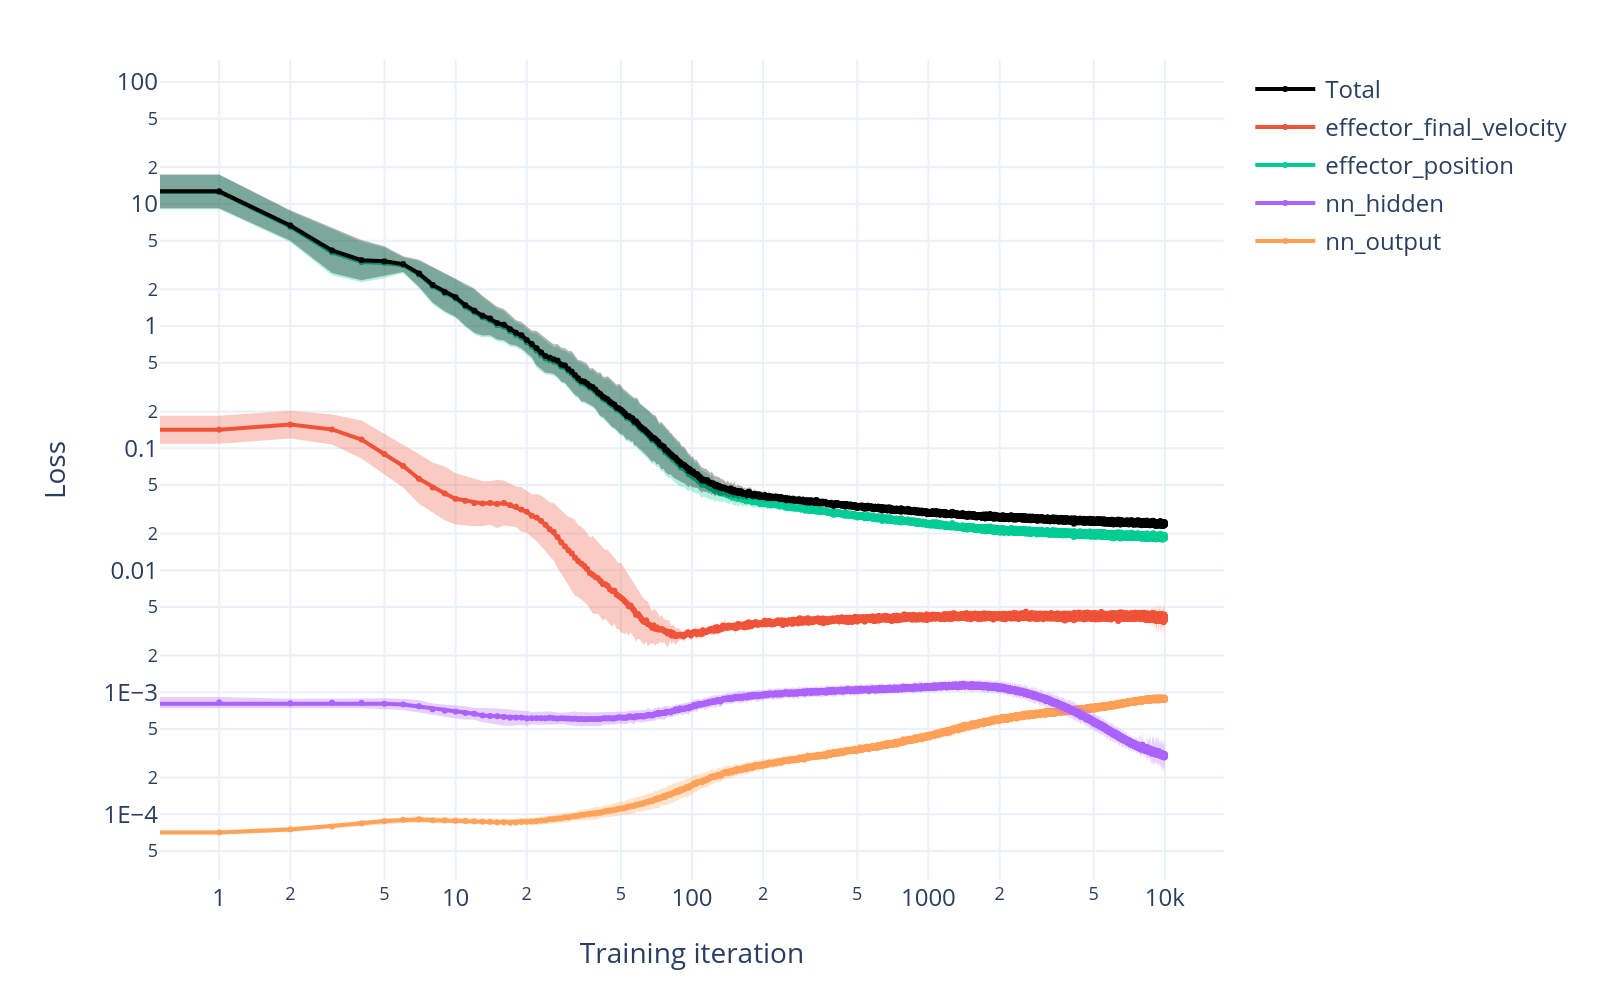 100
5
2
10
5
2
1
5
2
0.1
5
2
0.01
5
2
1E−3
5
2
1E−4
5
Loss
1 2 5 10 2 5 100 2 5 1000 2 5 10k
Training iteration
Total
effector_final_velocity
effector_position
nn_hidden
nn_output